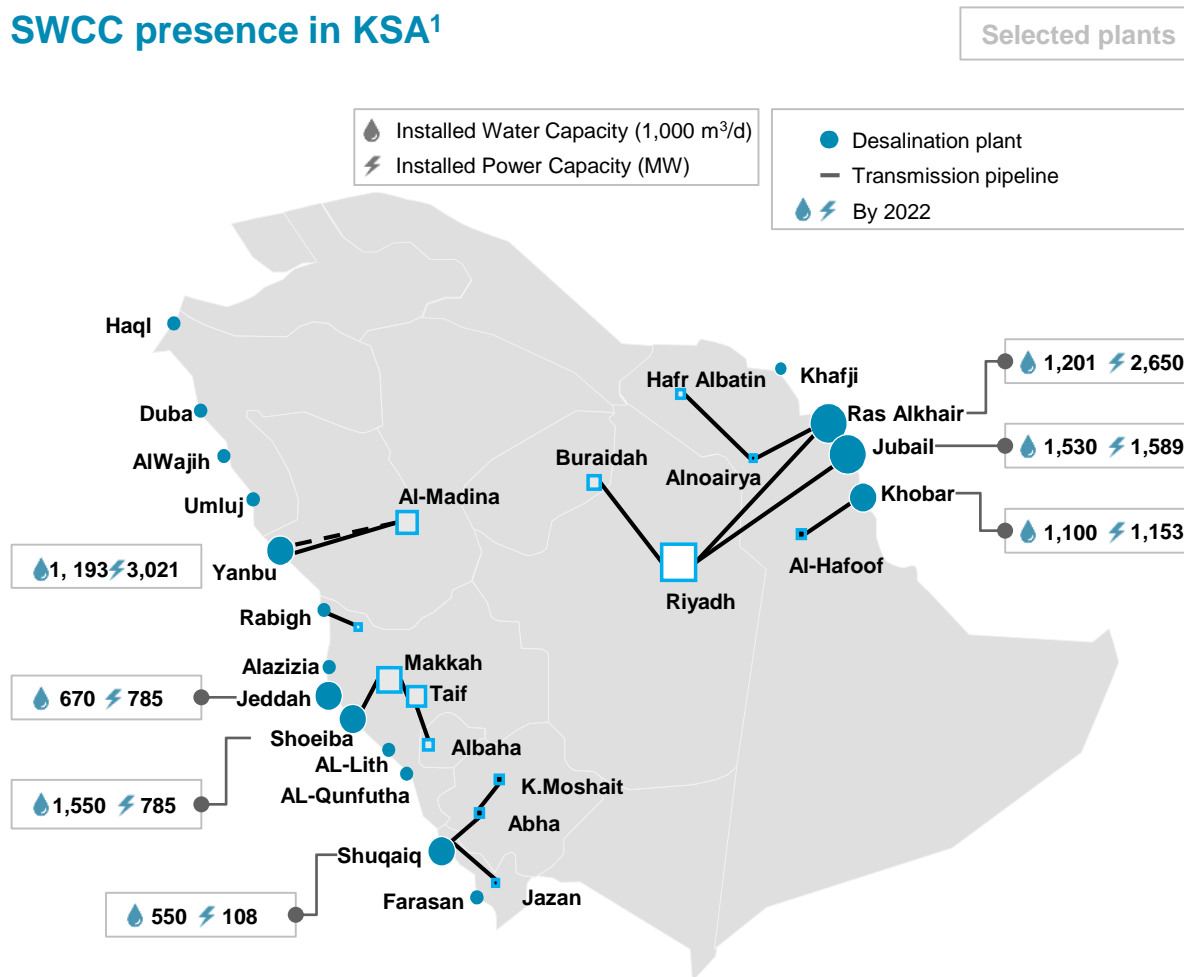 SWCC presence in KSA¹
Selected plants
Installed Water Capacity (1,000 m³/d)
Installed Power Capacity (MW)
Desalination plant
Transmission pipeline
By 2022
Haql
Duba
AlWajih
Umluj
Yanbu
Al-Madina
1, 193 3,021
Rabigh
Alazizia
Jeddah
670 785
Makkah
Taif
Shoeiba
1,550 785
Albaha
AL-Lith
AL-Qunfutha
K.Moshait
Abha
Shuqaiq
550 108
Farasan
Jazan
Hafr Albatin
Khafji
Ras Alkhair
1,201 2,650
Jubail
1,530 1,589
Buraidah
Alnoairya
Khobar
1,100 1,153
Al-Hafoof
Riyadh